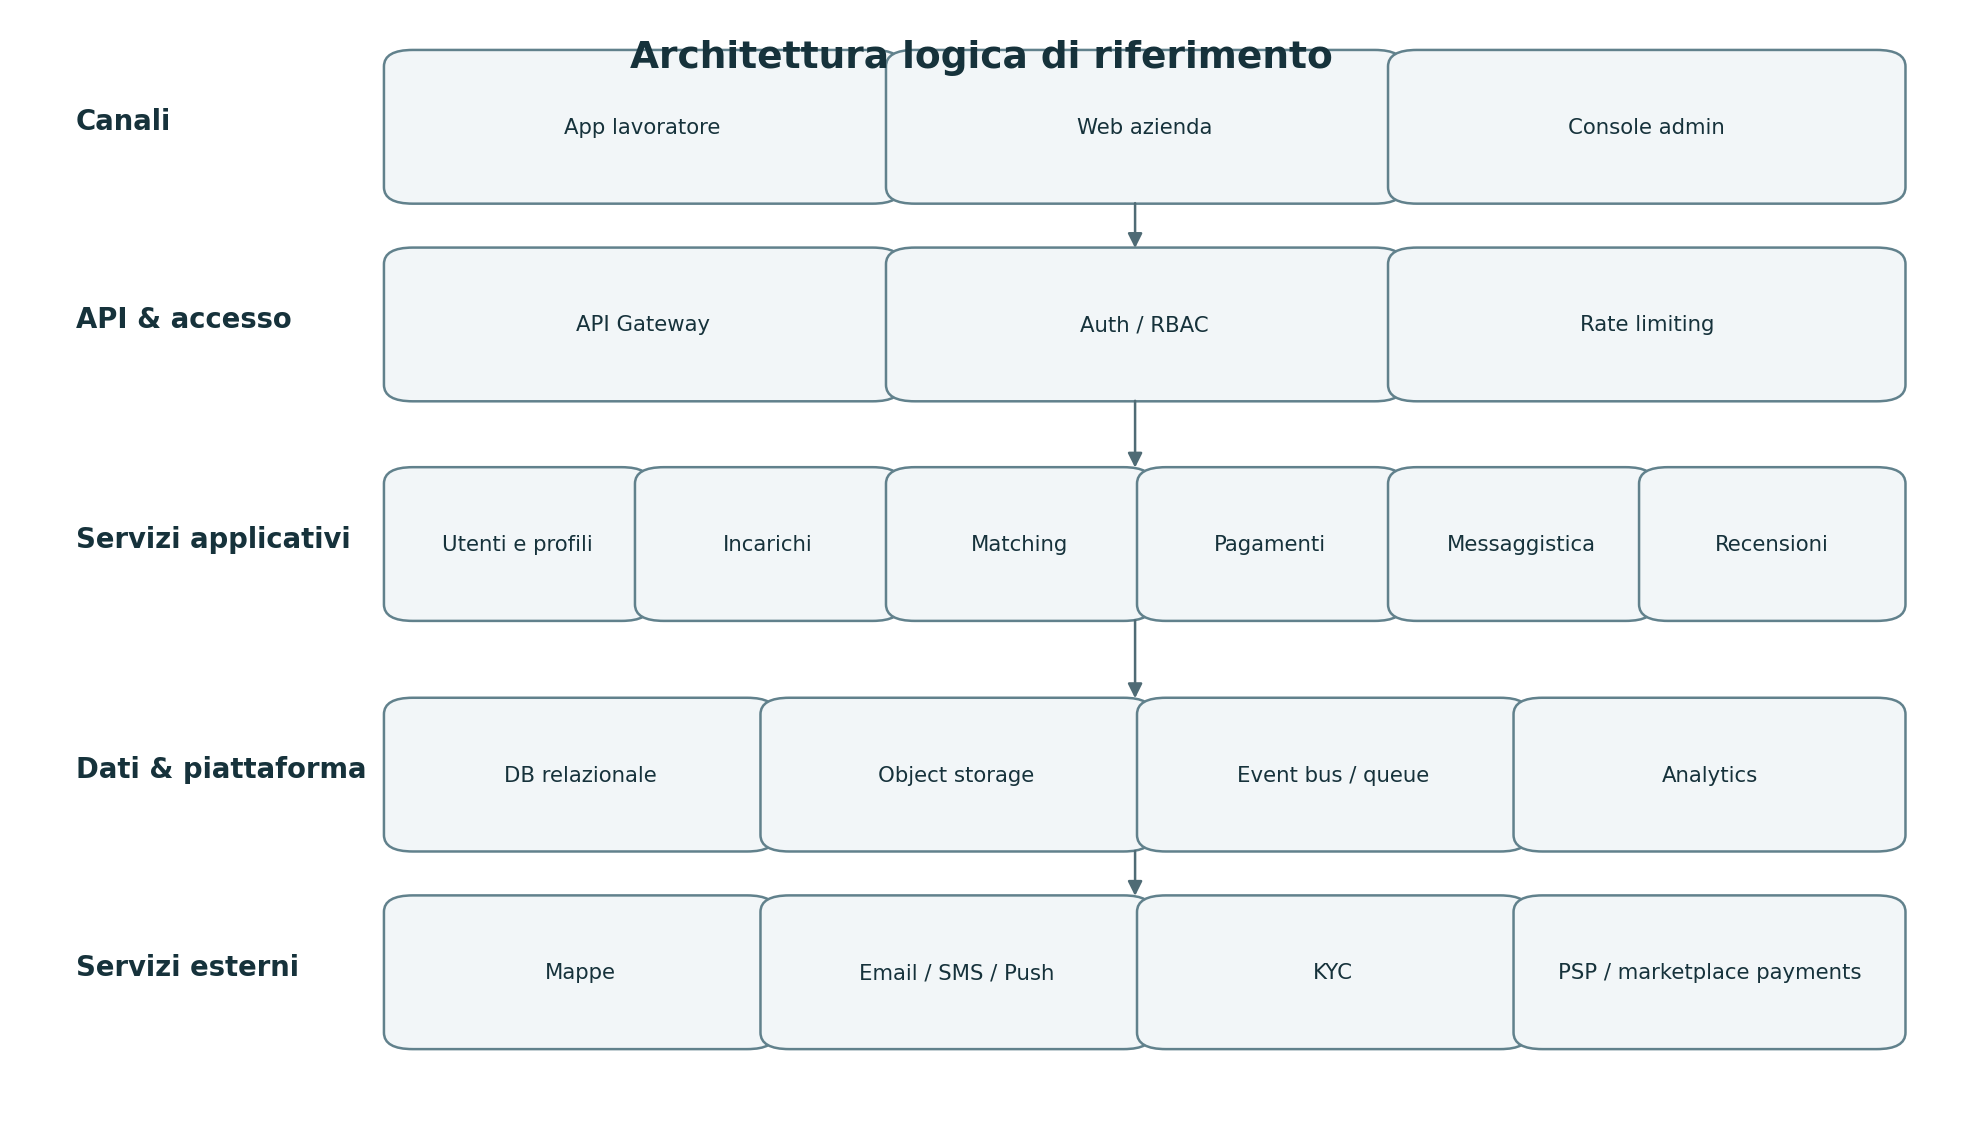 Architettura logica di riferimento
Canali
App lavoratore
Web azienda
Console admin
API & accesso
API Gateway
Auth / RBAC
Rate limiting
Servizi applicativi
Utenti e profili
Incarichi
Matching
Pagamenti
Messaggistica
Recensioni
Dati & piattaforma
DB relazionale
Object storage
Event bus / queue
Analytics
Servizi esterni
Mappe
Email / SMS / Push
KYC
PSP / marketplace payments